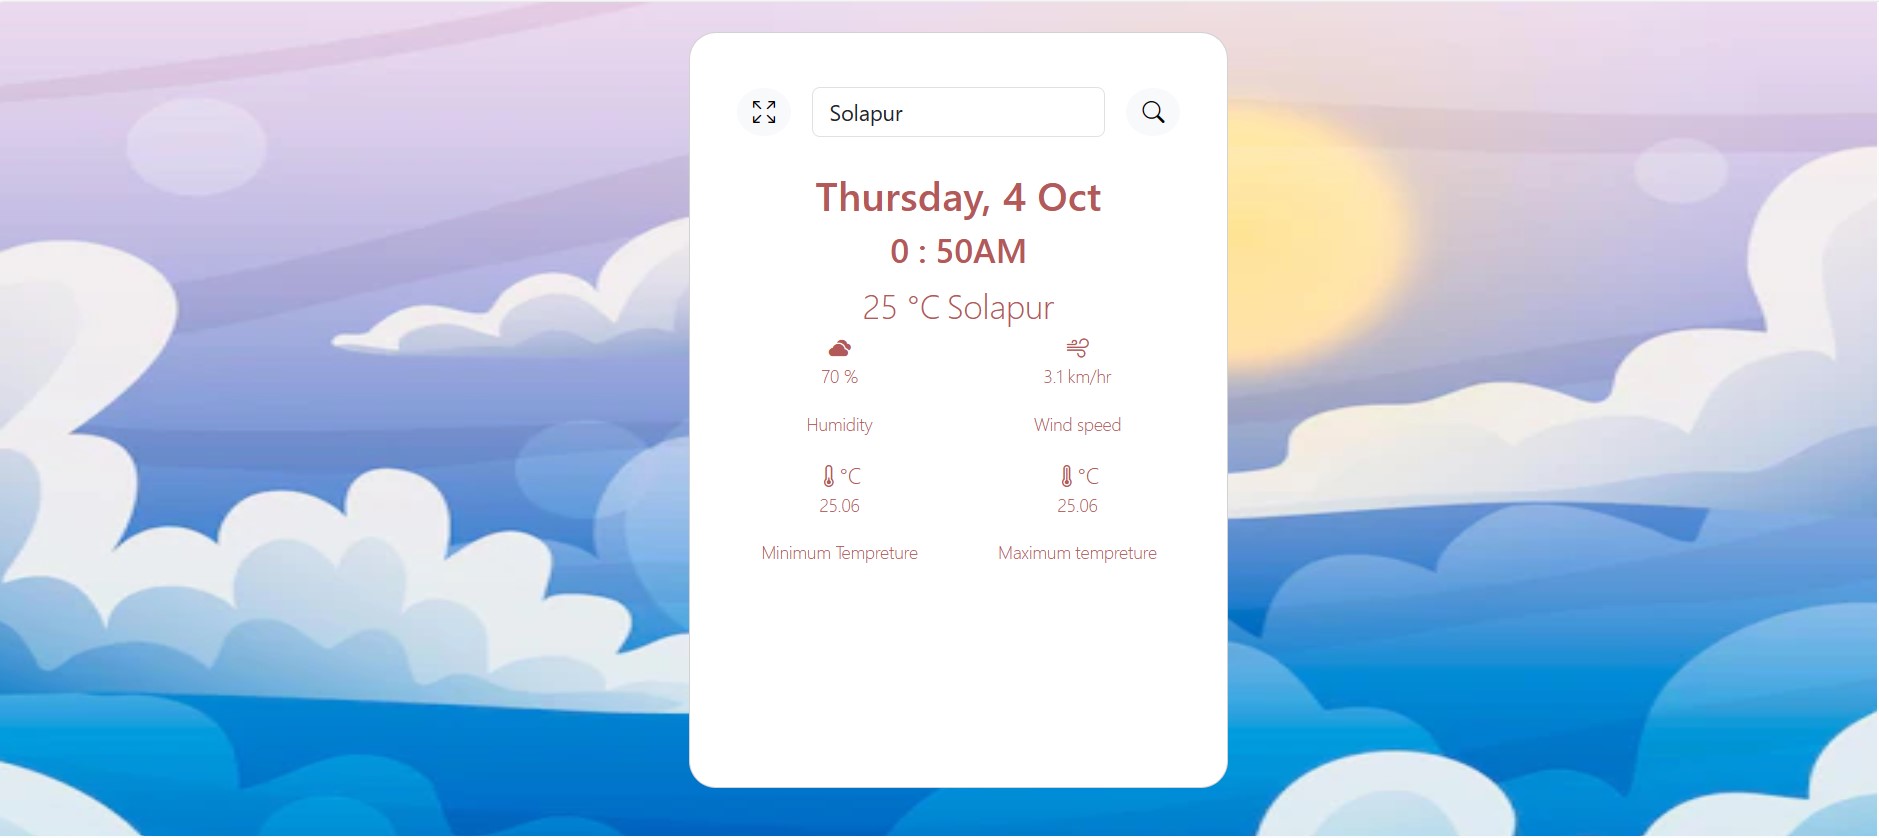 Solapur
Thursday, 4 Oct
0 : 50AM
25 °C Solapur
70 % 3.1 km/hr
Humidity Wind speed
°C °C
25.06 25.06
Minimum Tempreture Maximum tempreture